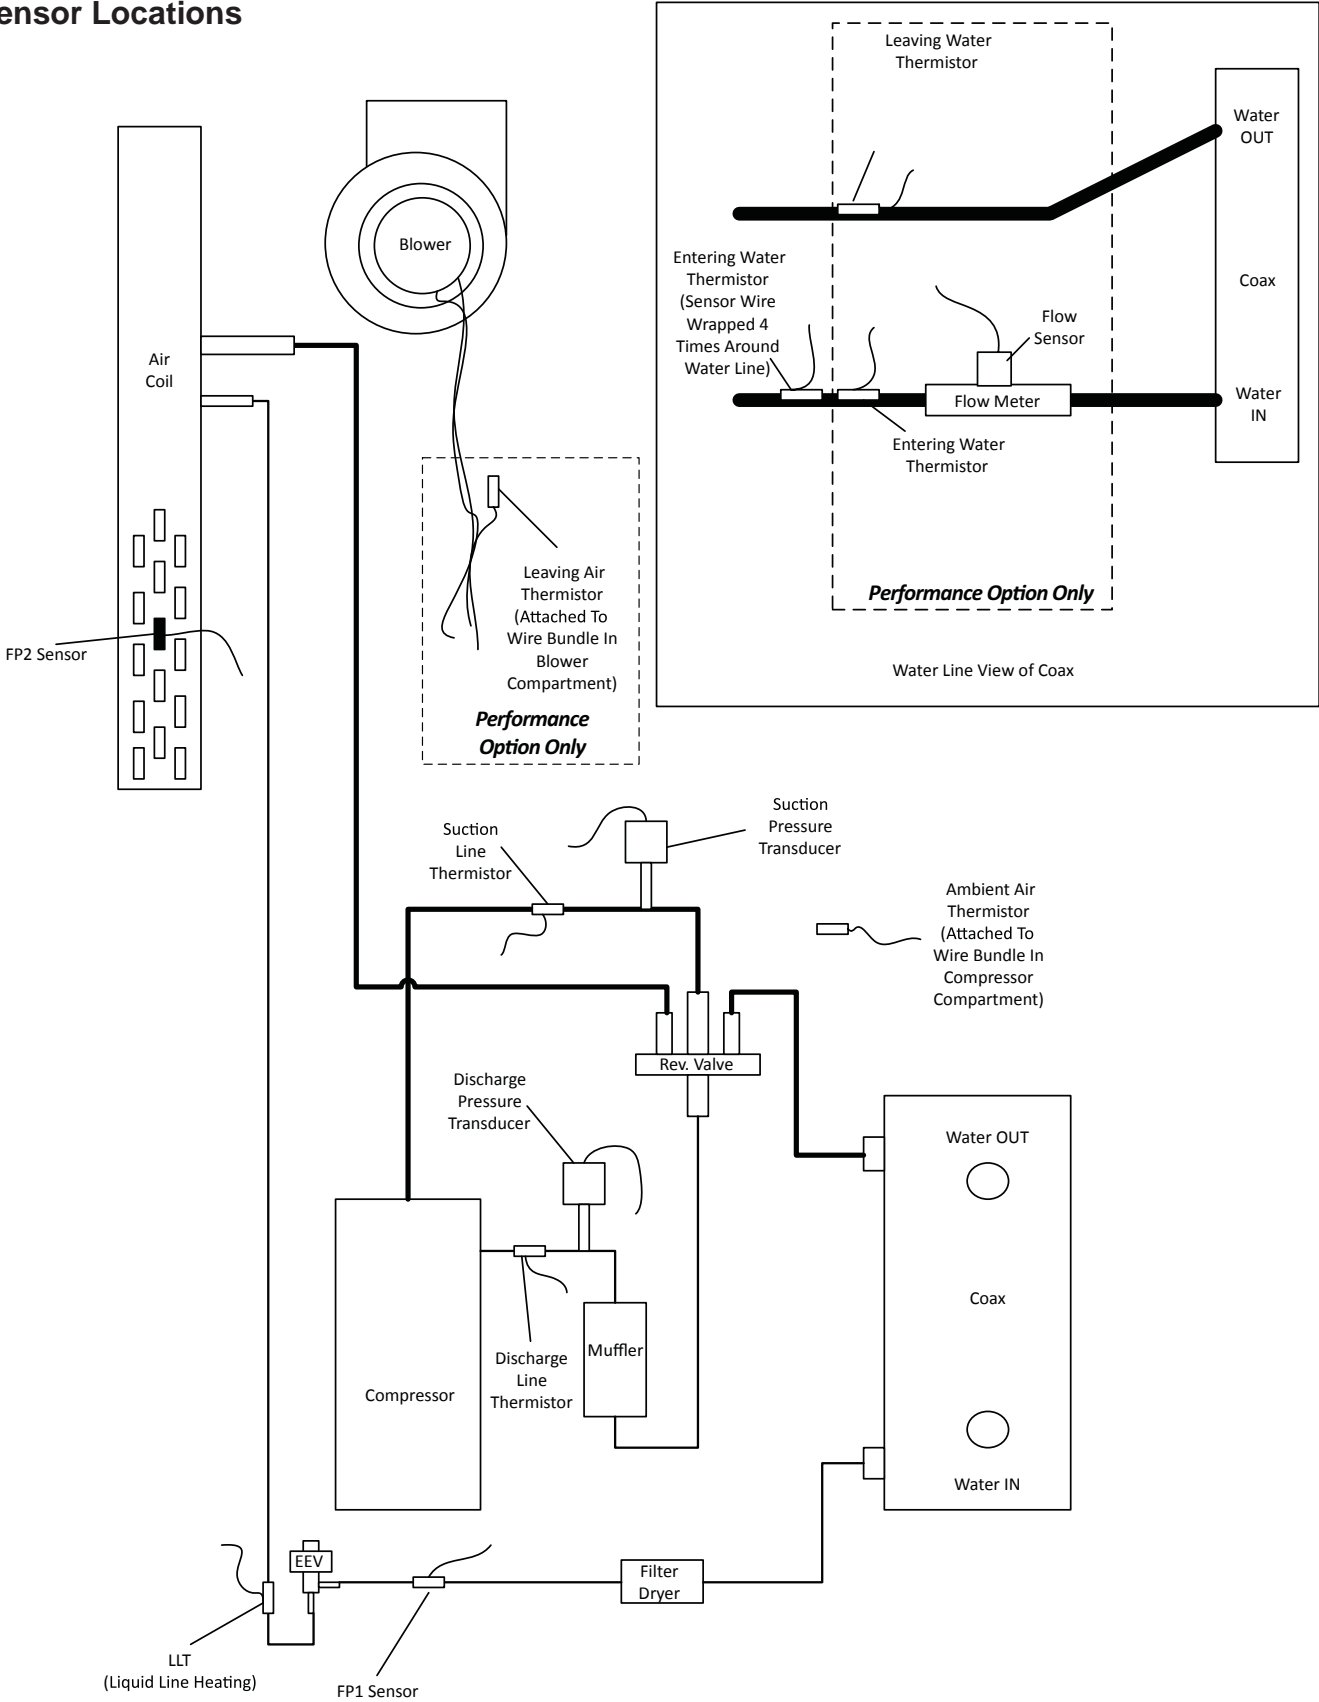 ensor Locations
Leaving Water
Thermistor
Water
OUT
Blower
Entering Water
Thermistor
(Sensor Wire
Wrapped 4
Times Around
Water Line)
Coax
Flow
Sensor
Air
Coil
Flow Meter
Water
IN
Entering Water
Thermistor
Leaving Air
Thermistor
(Attached To
Wire Bundle In
Blower
Compartment)
Performance
Option Only
Performance Option Only
Water Line View of Coax
FP2 Sensor
Suction
Line
Thermistor
Suction
Pressure
Transducer
Ambient Air
Thermistor
(Attached To
Wire Bundle In
Compressor
Compartment)
Rev. Valve
Discharge
Pressure
Transducer
Water OUT
Coax
Water IN
Muffler
Discharge
Line
Thermistor
Compressor
EEV
Filter
Dryer
LLT
(Liquid Line Heating)
FP1 Sensor